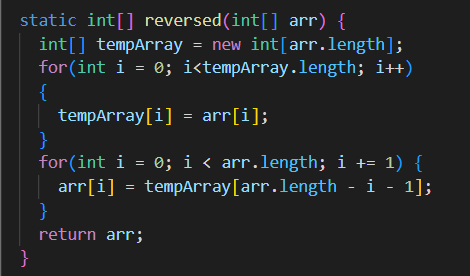 static int[] reversed(int[] arr) {
int[] tempArray = new int[arr.length];
for(int i = 0; i<tempArray.length; i++)
{
tempArray[i] = arr[i];
}
for(int i = 0; i < arr.length; i += 1) {
arr[i] = tempArray[arr.length - i - 1];
}
return arr;
}